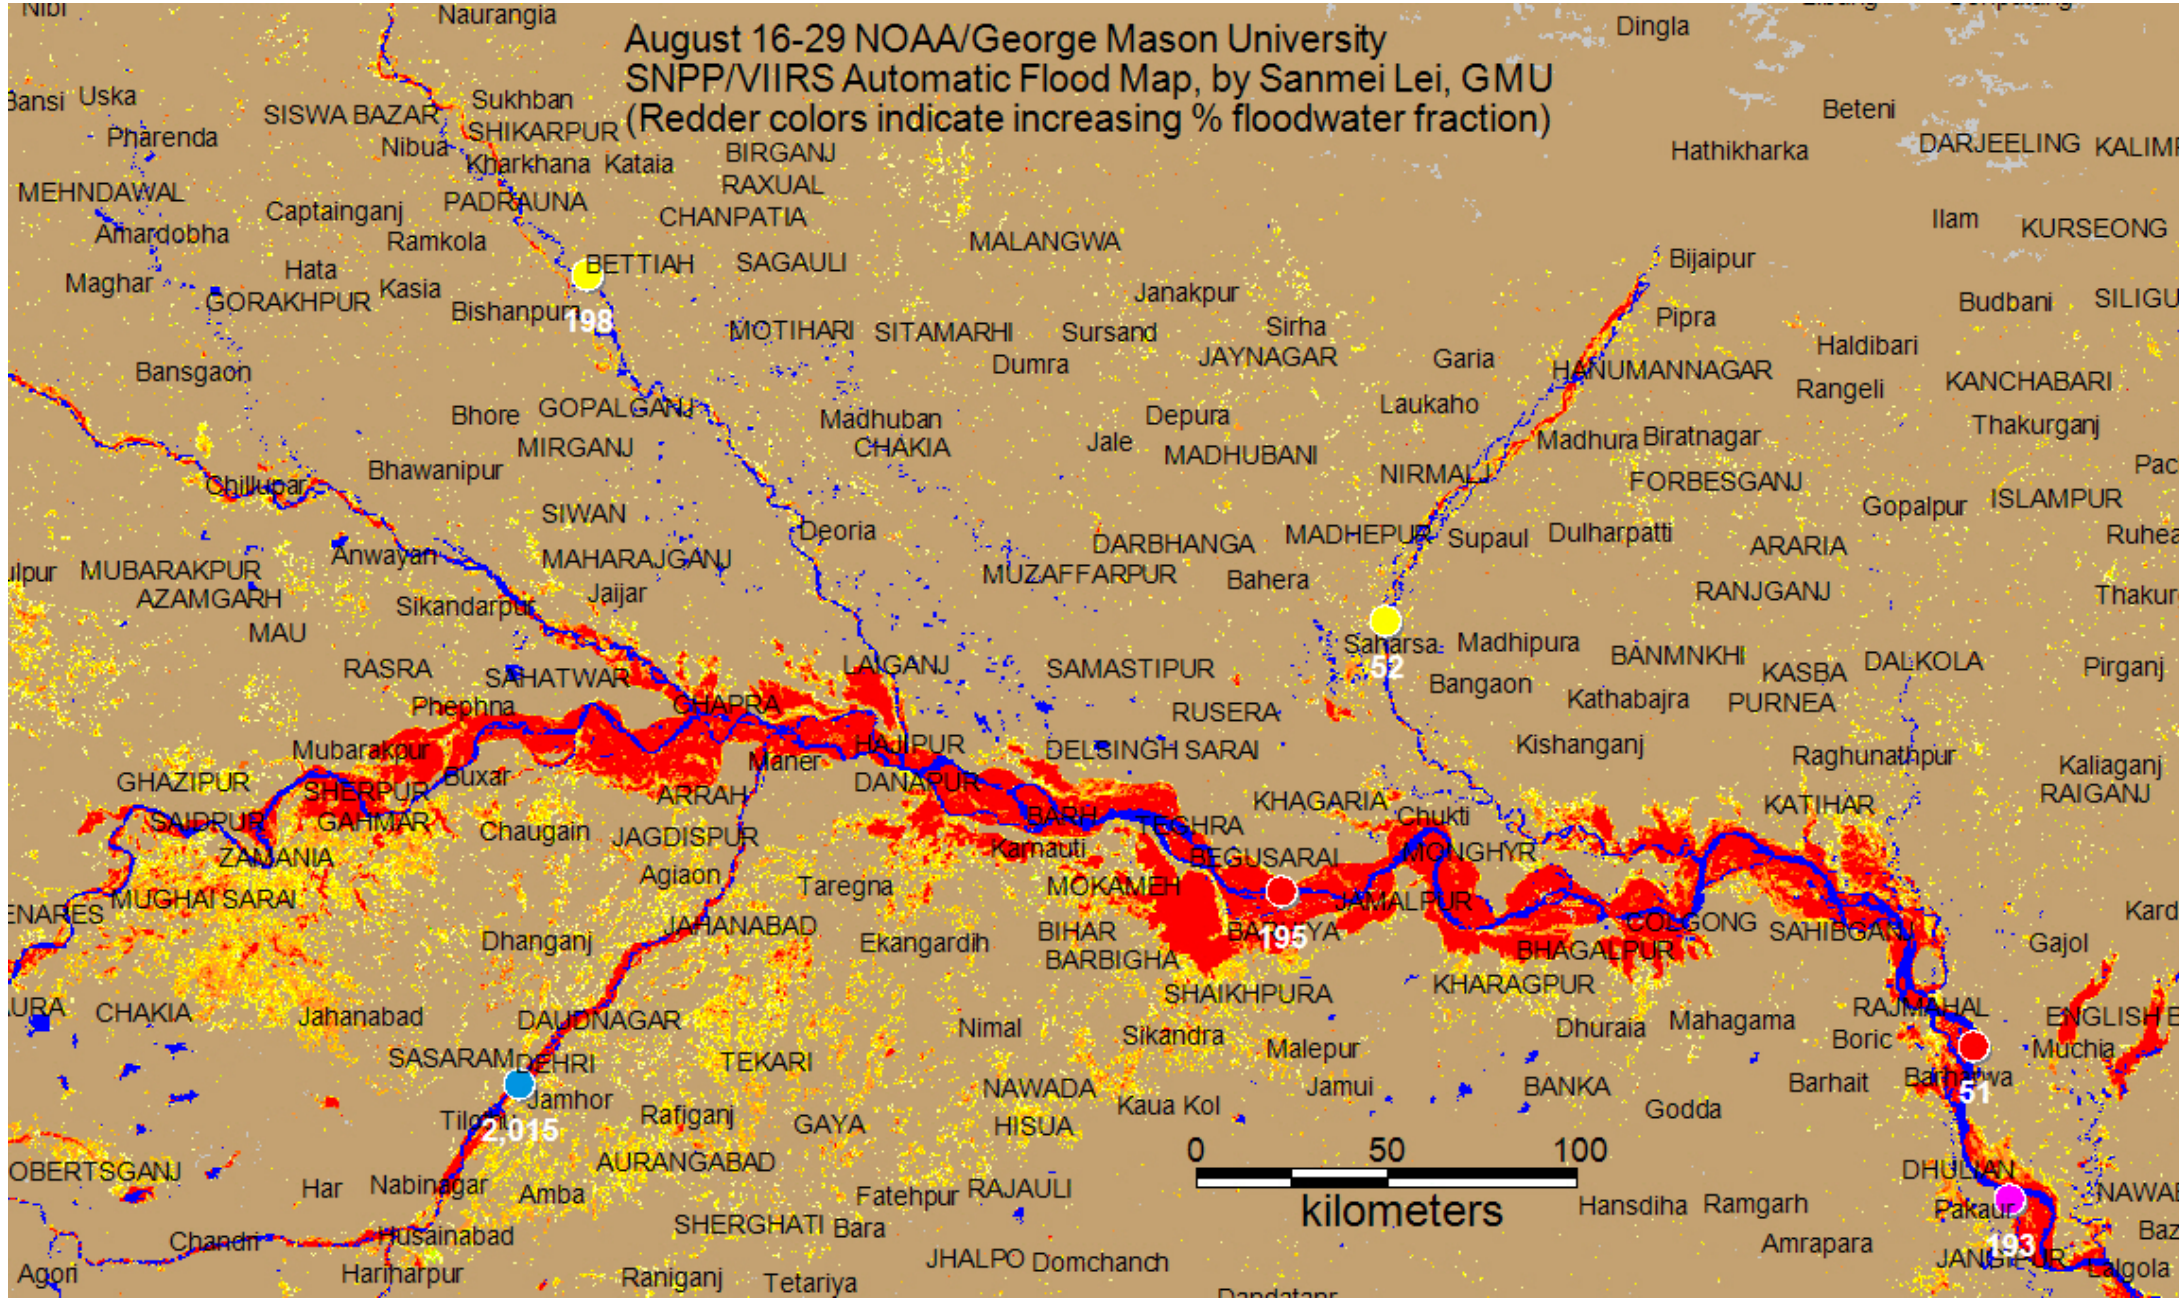 Nibi
Naurangia
August 16-29 NOAA/George Mason University
SNPP/VIIRS Automatic Flood Map, by Sanmei Lei, GMU
(Redder colors indicate increasing % floodwater fraction)
Dingla
Bansi Uska
SISWA BAZAR
Sukhban
Beteni
Pharenda
Nibua
SHIKARPUR
Kharkhana Kataia
BIRGANJ
Hathikharka
DARJEELING
MEHNDAWAL
Captainganj
PADRAUNA
RAXUAL
CHANPATIA
Ilam
KURSEONG
Amardobha
Ramkola
MALANGWA
Maghar
Hata
Kasia
BETTIAH
SAGAULI
Bijaipur
GORAKHPUR
Bishanpura
198
Janakpur
Pipra
Budbani
MOTIHARI SITAMARHI Sursand
Sirha
JAYNAGAR
Garia
Haldibari
Bansgaon
Dumra
HANUMANNAGAR
Rangeli
KANCHABARI
Bhore GOPALGANJ
Madhuban
Depura
Laukaho
Thakurganj
MIRGANJ
CHAKIA
Jale
MADHUBANI
Madhura Biratnagar
Chillupar
Bhawanipur
NIRMALI
FORBESGANJ
Gopalpur
ISLAMPUR
SIWAN
Deoria
MADHEPUR
Supaul
Dulharpatti
ARARIA
Anwayan
MAHARAJGANJ
DARBHANGA
MUBARAKPUR
AZAMGARH
MUZAFFARPUR
Bahera
RANJGANJ
MAU
Sikandarpur
Jaijar
Saharsa
52
Madhipura
BANMNKHI
KASBA
DALKOLA
Pirganj
RASRA
SAHATWAR
LAIGANJ
SAMASTIPUR
Bangaon
Kathabajra
PURNEA
Phephna
CHAPRA
RUSERA
Mubarakpur
HAJIPUR
DELSINGH SARAI
Kishanganj
Raghunathpur
Kaliaganj
RAIGANJ
GHAZIPUR
SHERPUR
Buxar
Maner
DANAPUR
SAIDPUR
GAHMAR
ARRAH
BARH
KHAGARIA
Chukti
KATIHAR
Chaugain
JAGDISPUR
TEGHRA
ZAMANIA
Agiaon
Karnauti
BEGUSARAI
MONGHYR
MUGHAI SARAI
Taregna
MOKAMEH
JAMALPUR
COLGONG
JAHANABAD
Dhanganj
Ekangardih
BIHAR
195
BHAGALPUR
SAHIBGANJ
Gajol
BARBIGHA
SHAIKHPURA
KHARAGPUR
CHAKIA
Jahanabad
DAUDNAGAR
Nimal
Sikandra
Dhuraia
Mahagama
RAJMAHAL
ENGLISH
Malepur
Boric
Muchia
SASARAM
DEHRI
TEKARI
NAWADA
Jamui
BANKA
Barhait
Barharwa
51
Jamhor
Kaua Kol
Godda
2,015
Rafiganj
GAYA
HISUA
0 50 100
kilometers
AURANGABAD
DHULIAN
Har
Nabinagar
Amba
Fatehpur RAJAULI
Hansdiha
Ramgarh
Pakaur
193
SHERGHATI Bara
Chandri
Husainabad
Amrapara
JANGIPUR
Lalgola
Agori
Hariharpur
Raniganj
Tetariya
JHALPO Domchanch